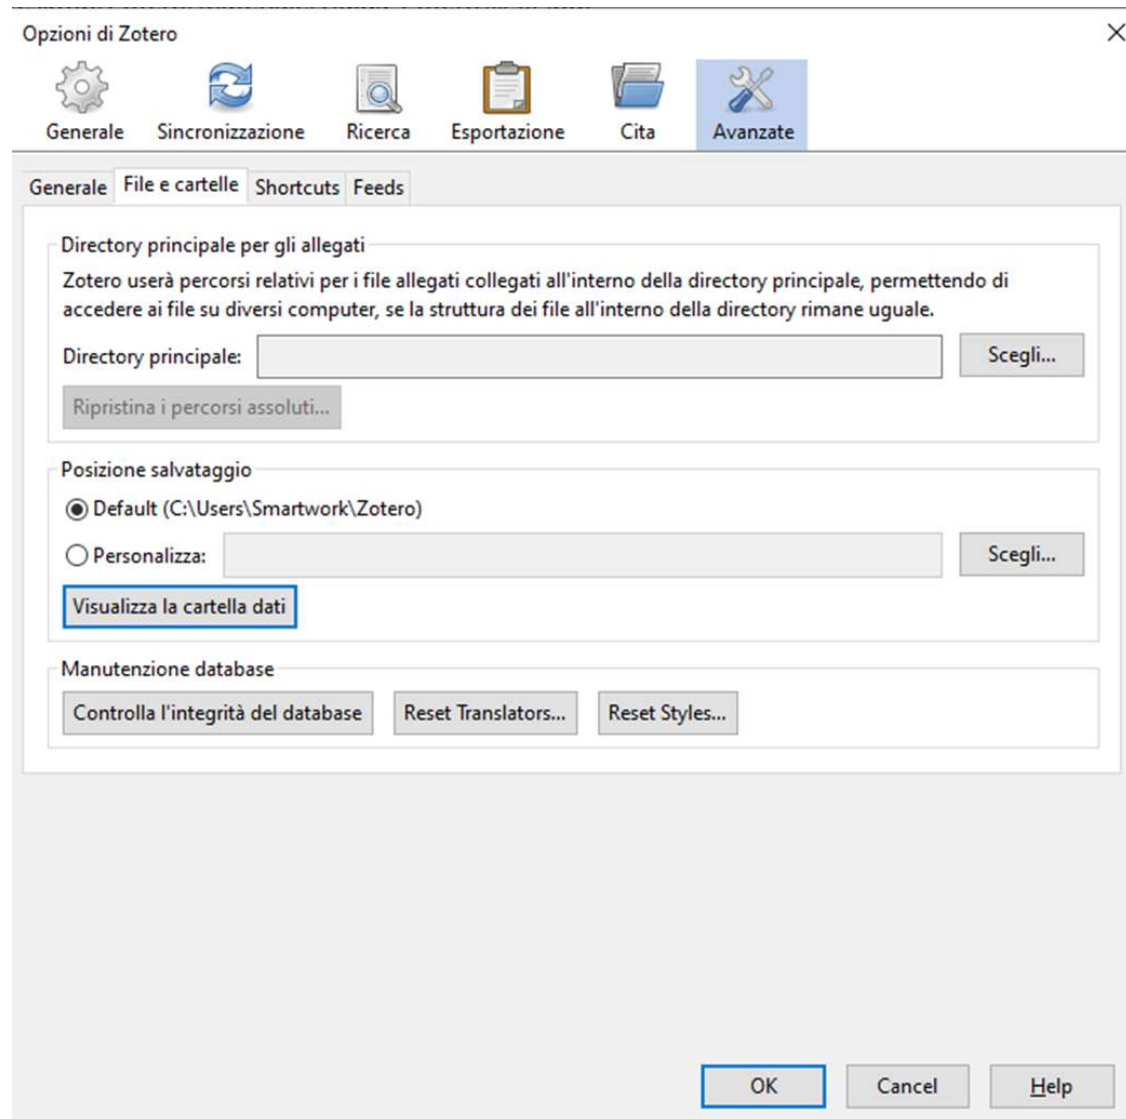 Opzioni di Zotero
Generale Sincronizzazione Ricerca Esportazione Cita Avanzate
Generale File e cartelle Shortcuts Feeds
Directory principale per gli allegati
Zotero userà percorsi relativi per i file allegati collegati all'interno della directory principale, permettendo di
accedere ai file su diversi computer, se la struttura dei file all'interno della directory rimane uguale.
Directory principale: Scegli...
Ripristina i percorsi assoluti...
Posizione salvataggio
Default (C:\Users\Smartwork\Zotero)
Personalizza: Scegli...
Visualizza la cartella dati
Manutenzione database
Controlla l'integrità del database Reset Translators... Reset Styles...
OK Cancel Help